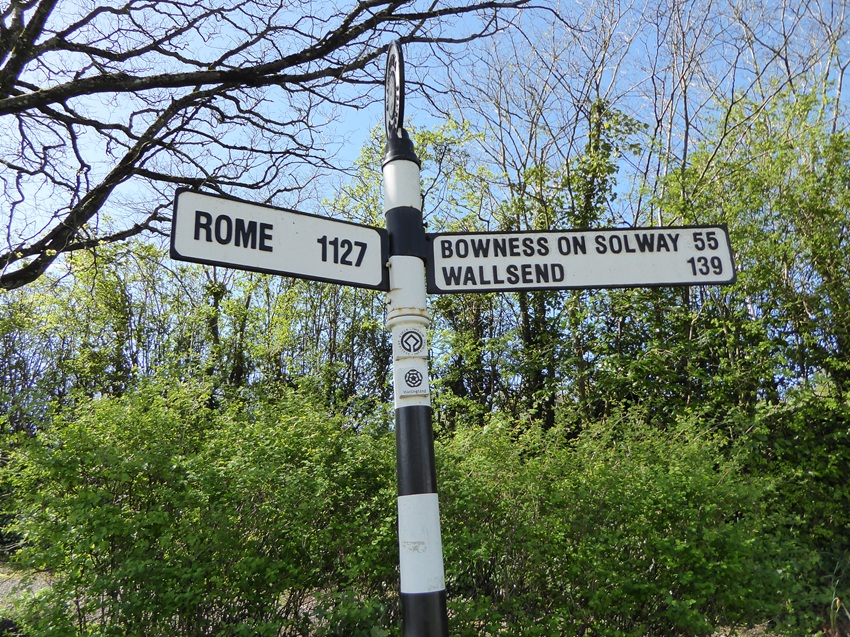 ROME 1127
BOWNESS ON SOLWAY 55
WALLSEND 139